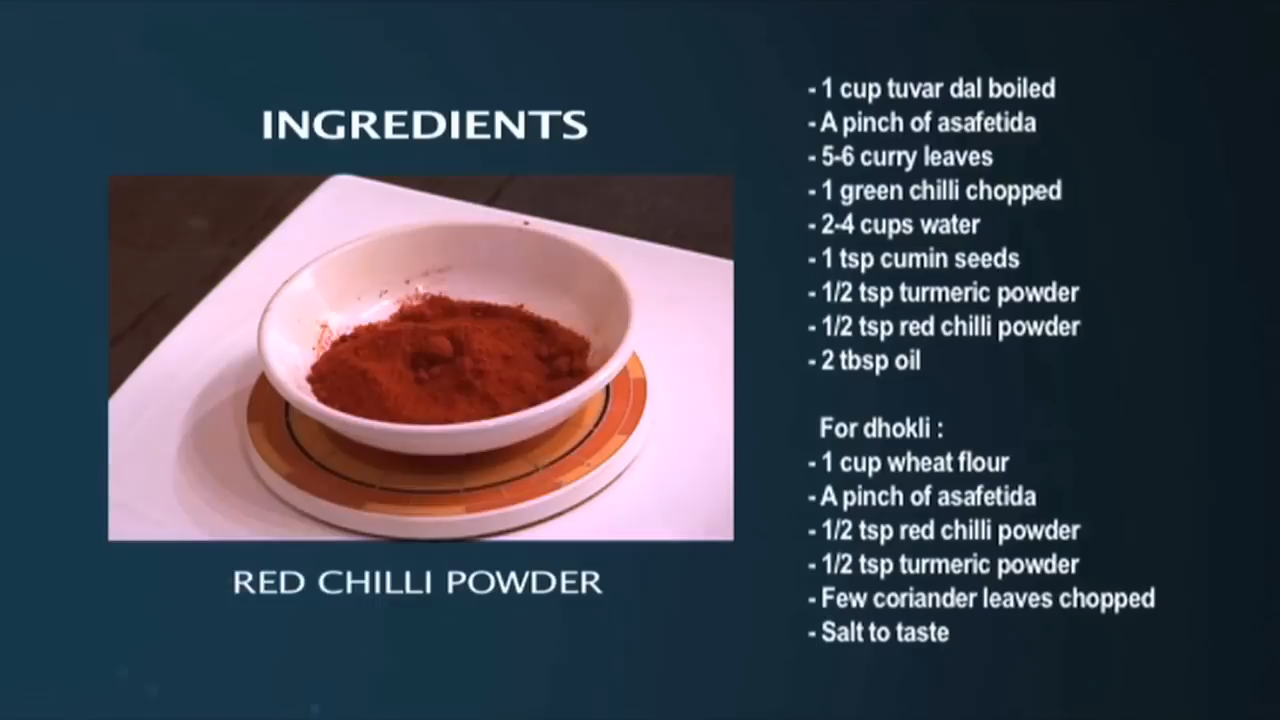 INGREDIENTS
RED CHILLI POWDER
- 1 cup tuvar dal boiled
- A pinch of asafetida
- 5-6 curry leaves
- 1 green chilli chopped
- 2-4 cups water
- 1 tsp cumin seeds
- 1/2 tsp turmeric powder
- 1/2 tsp red chilli powder
- 2 tbsp oil
For dhokli :
- 1 cup wheat flour
- A pinch of asafetida
- 1/2 tsp red chilli powder
- 1/2 tsp turmeric powder
- Few coriander leaves chopped
- Salt to taste